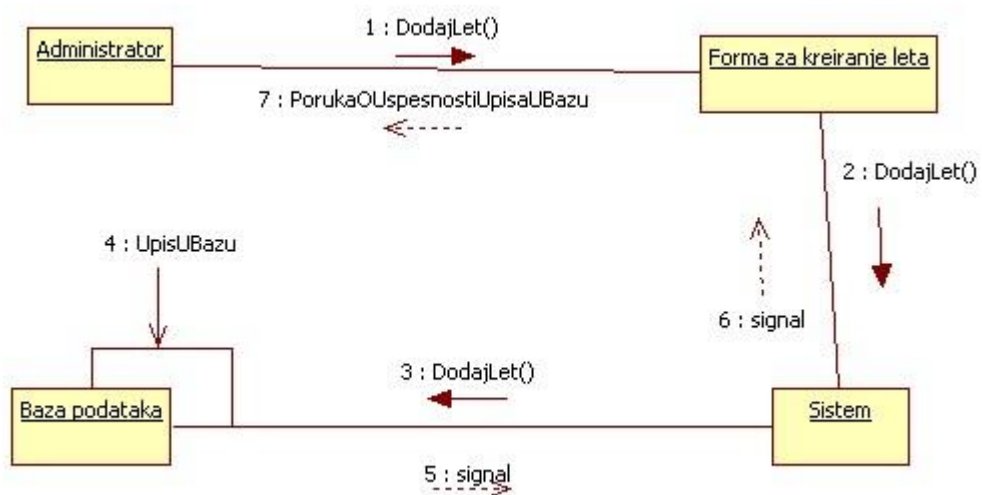 1 : DodajLet()
Administrator
Forma za kreiranje leta
7 : PorukaOUspesnostiUpisaUBazu
2 : DodajLet()
4 : UpisUBazu
6 : signal
3 : DodajLet()
Baza podataka
Sistem
5 : signal